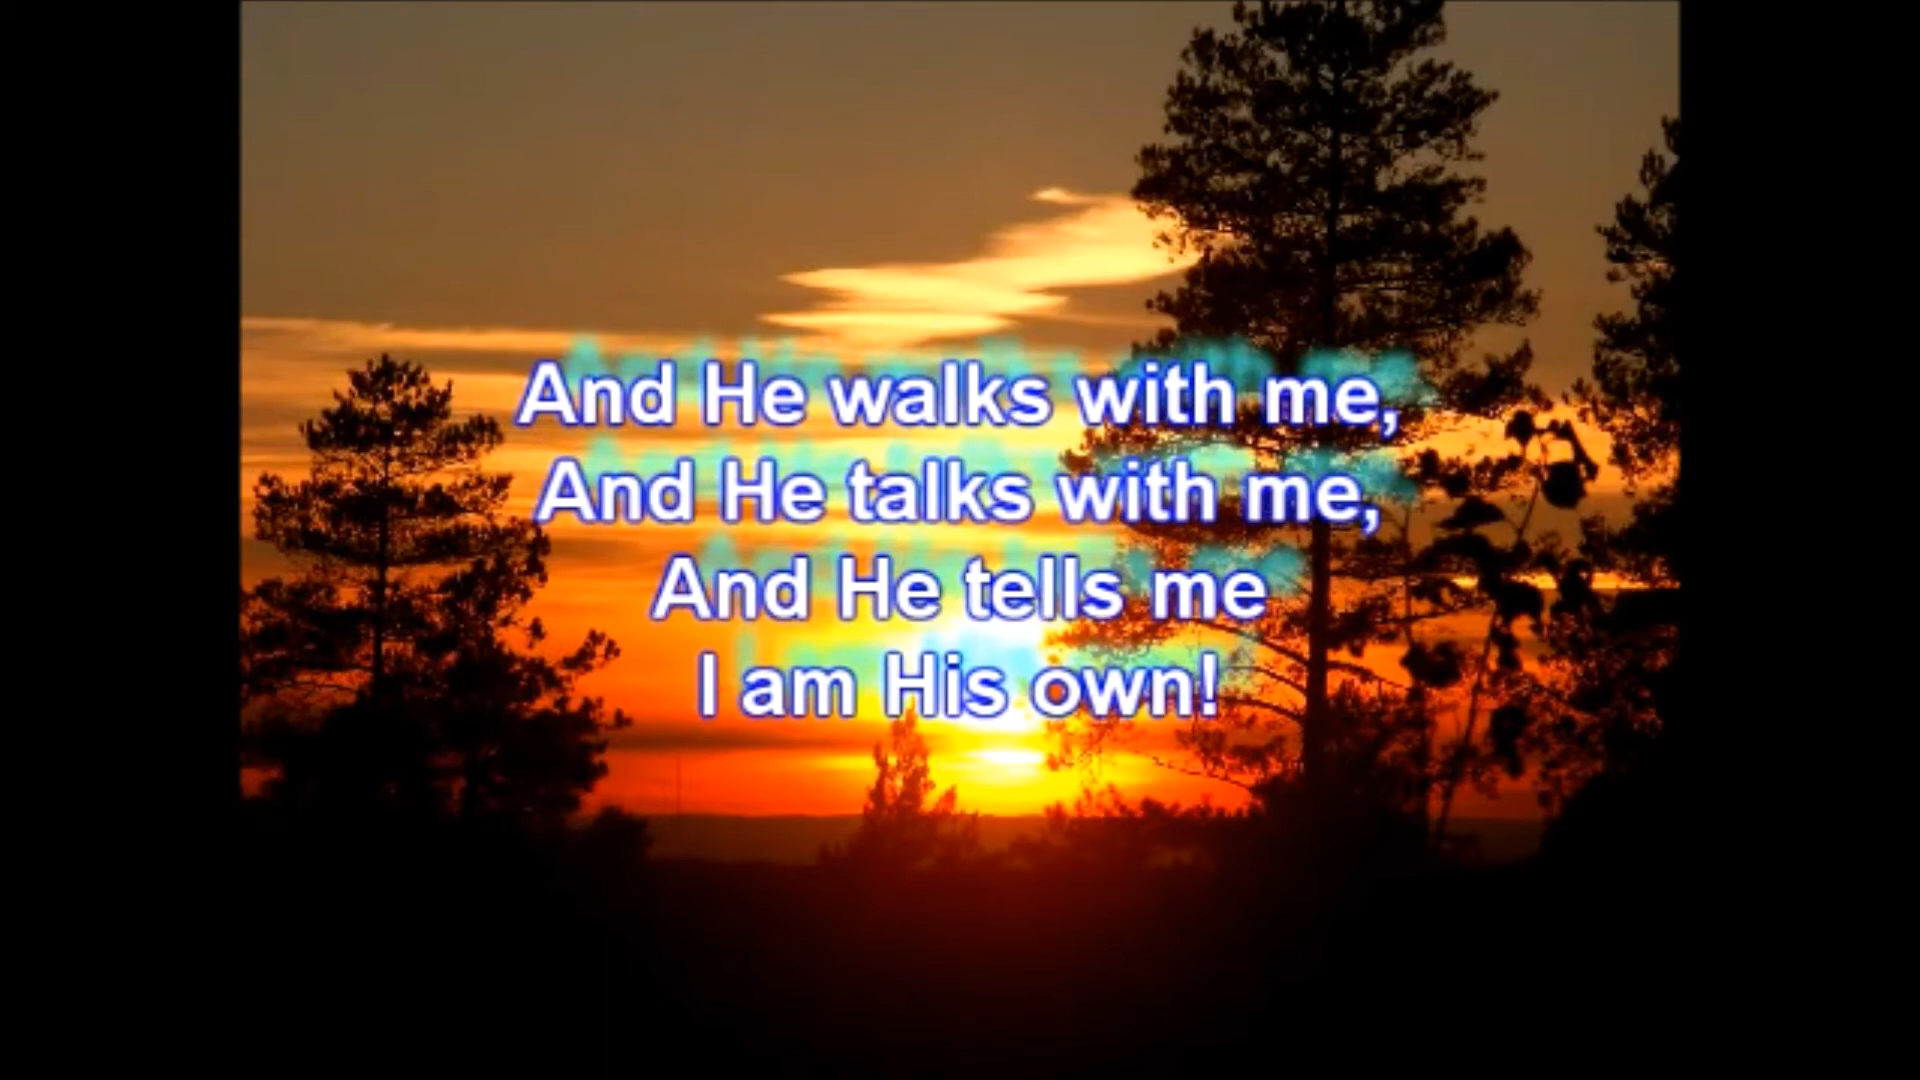 And He walks with me,
And He talks with me,
And He tells me
I am His own!